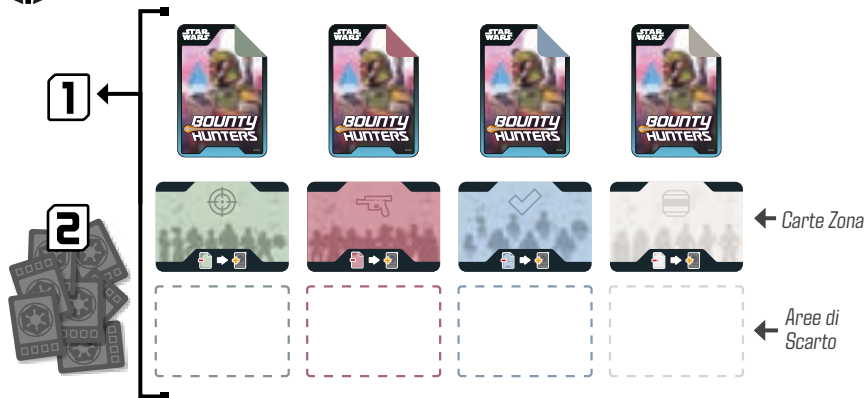 STAR
WARS
BOUNTY
HUNTERS
STAR
WARS
BOUNTY
HUNTERS
STAR
WARS
BOUNTY
HUNTERS
STAR
WARS
BOUNTY
HUNTERS
1
2
Carte Zona
Aree di
Scarto